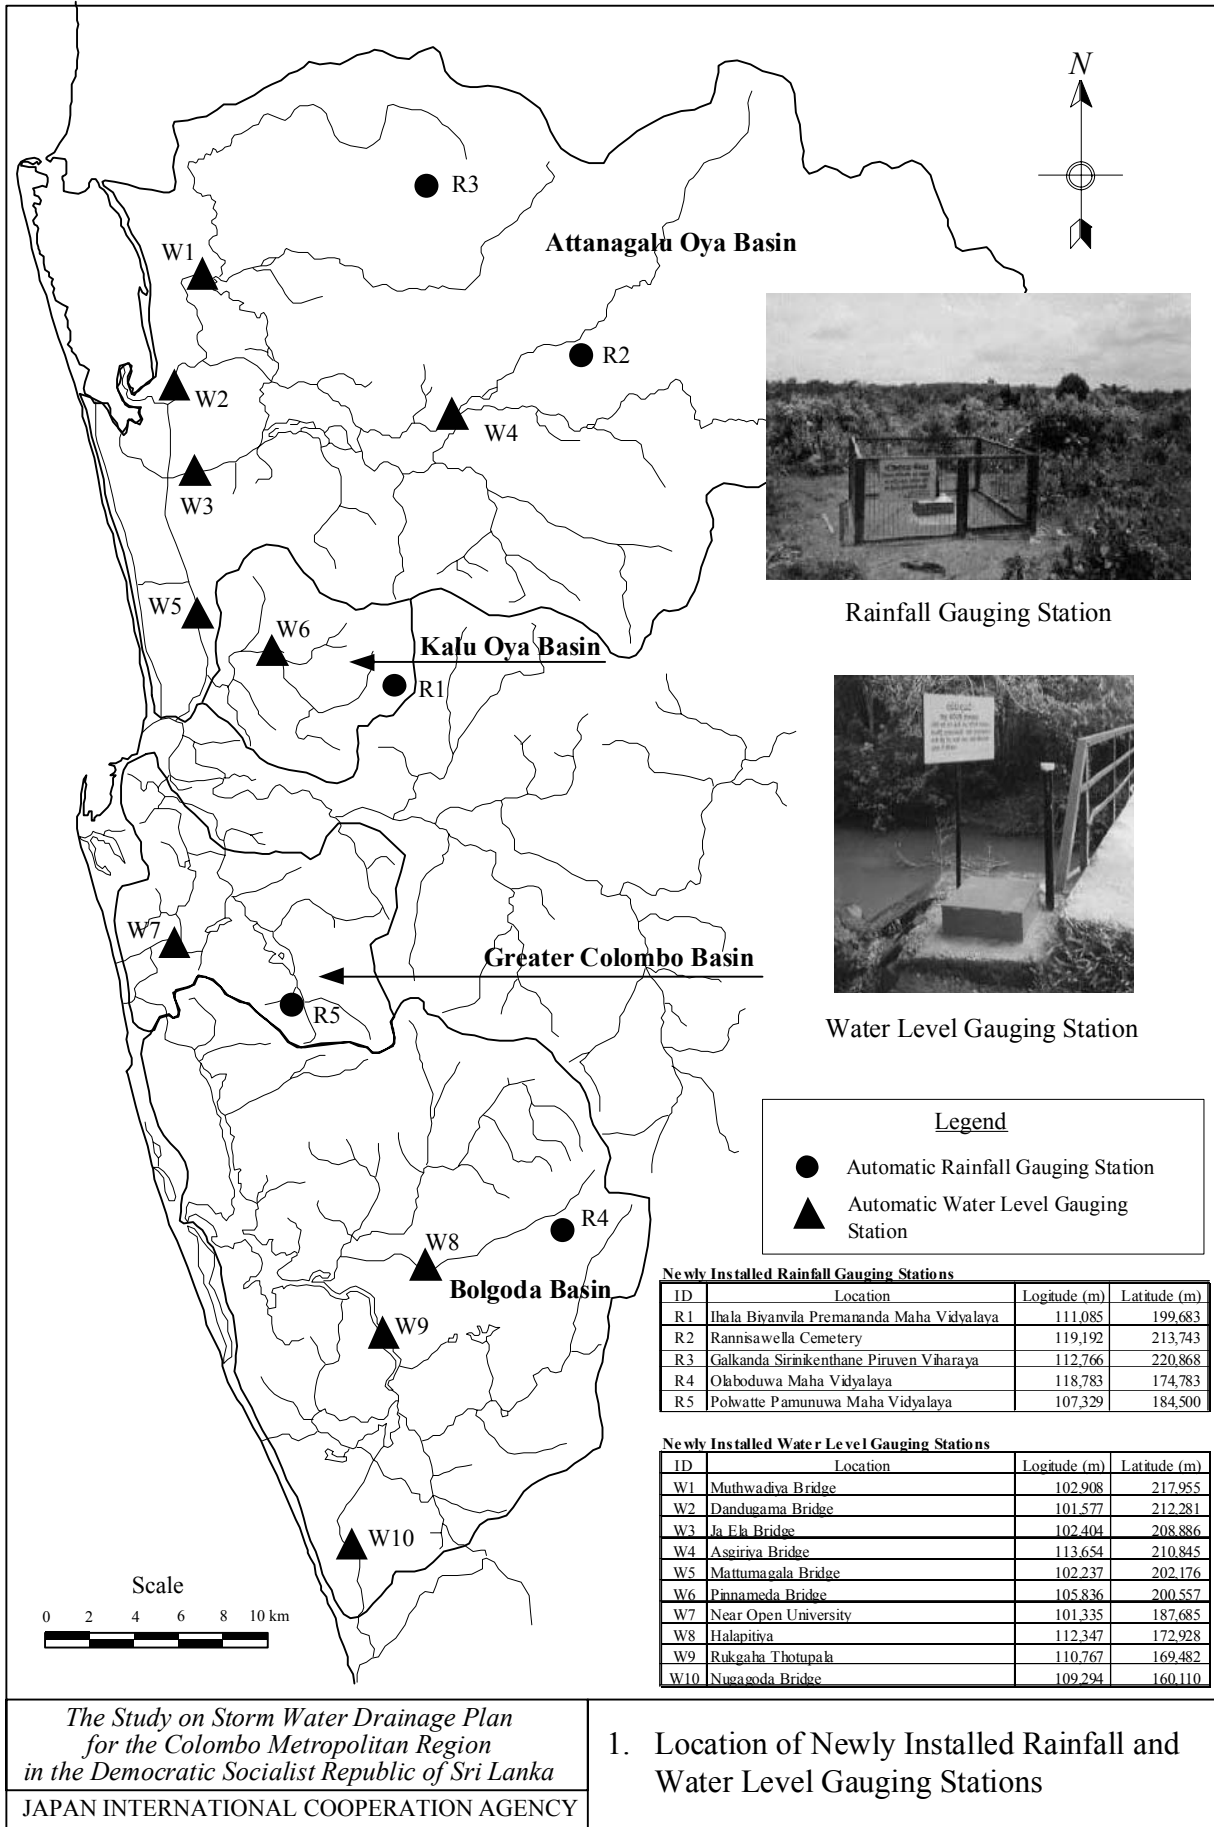 N
R3
Attanagalu Oya Basin
W1
R2
W2
W4
W3
Rainfall Gauging Station
W5
W6
Kalu Oya Basin
R1
W7
Greater Colombo Basin
R5
Water Level Gauging Station
Legend
Automatic Rainfall Gauging Station
Automatic Water Level Gauging
Station
R4
W8
Bolgoda Basin
W9
W10
Newly Installed Rainfall Gauging Stations
ID Location Logitude (m) Latitude (m)
R1 Ihala Biyanvila Premananda Maha Vidyalaya 111,085 199,683
R2 Rannisawella Cemetery 119,192 213,743
R3 Galkanda Sirinikenthane Piruven Viharaya 112,766 220,868
R4 Olaboduwa Maha Vidyalaya 118,783 174,783
R5 Polwatte Pamunuwa Maha Vidyalaya 107,329 184,500
Newly Installed Water Level Gauging Stations
ID Location Logitude (m) Latitude (m)
W1 Muthwadiya Bridge 102,908 217,955
W2 Dandugama Bridge 101,577 212,281
W3 Ja Ela Bridge 102,404 208,886
W4 Asgiriya Bridge 113,654 210,845
W5 Mattumagala Bridge 102,237 202,176
W6 Pinnameda Bridge 105,836 200,557
W7 Near Open University 101,335 187,685
W8 Halapitiya 112,347 172,928
W9 Rukgaha Thotupala 110,767 169,482
W10 Nugagoda Bridge 109,294 160,110
Scale
0 2 4 6 8 10 km
The Study on Storm Water Drainage Plan
for the Colombo Metropolitan Region
in the Democratic Socialist Republic of Sri Lanka
JAPAN INTERNATIONAL COOPERATION AGENCY
1. Location of Newly Installed Rainfall and
Water Level Gauging Stations